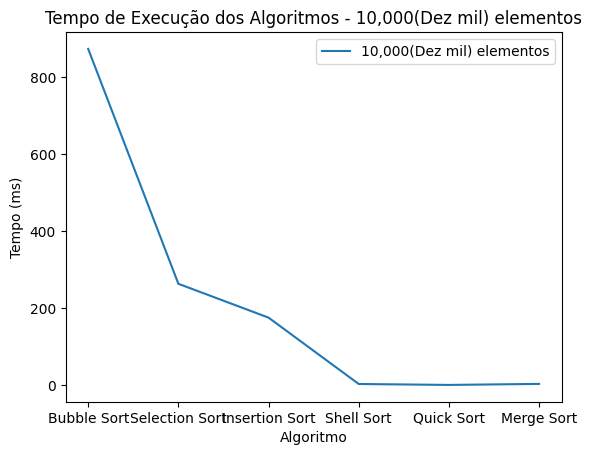 Tempo de Execução dos Algoritmos - 10,000(Dez mil) elementos
10,000(Dez mil) elementos
Tempo (ms)
800
600
400
200
0
Bubble Sort Selection Sort Insertion Sort Shell Sort Quick Sort Merge Sort
Algoritmo